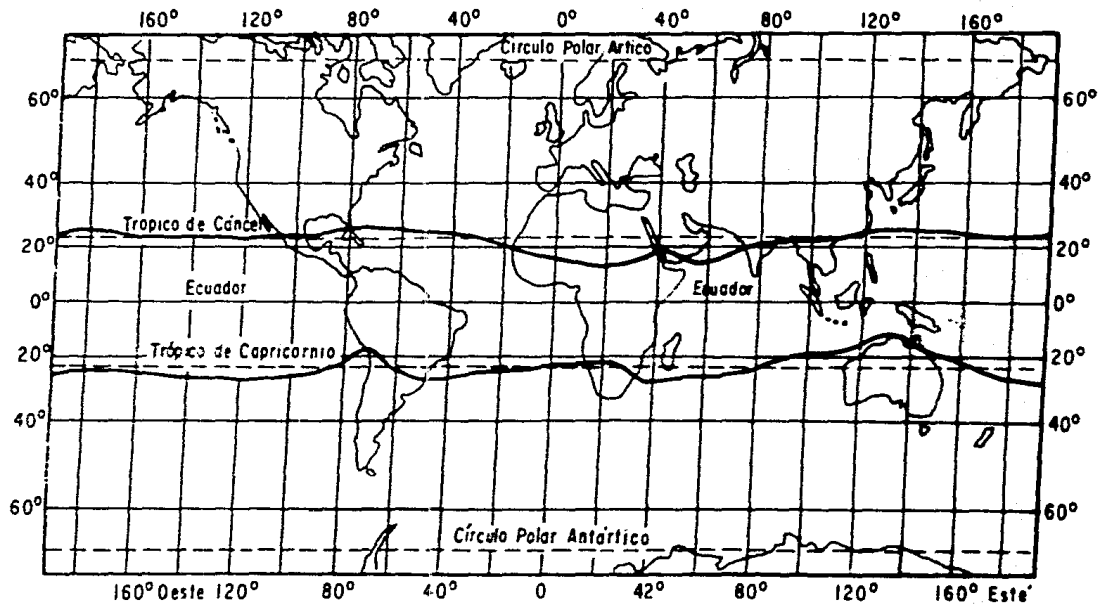 160° 120° 80° 40° 0° 40° 80° 120° 160°
Círculo Polar Artico
60° 60°
40° 40°
Tropico de Cáncer
20° 20°
Ecuador Ecuador
0° 0°
Trópico de Capricornio
20° 20°
40° 40°
60° 60°
Círculo Polar Antártico
160° Oeste 120° 80° 40° 0 42° 80° 120° 160° Este